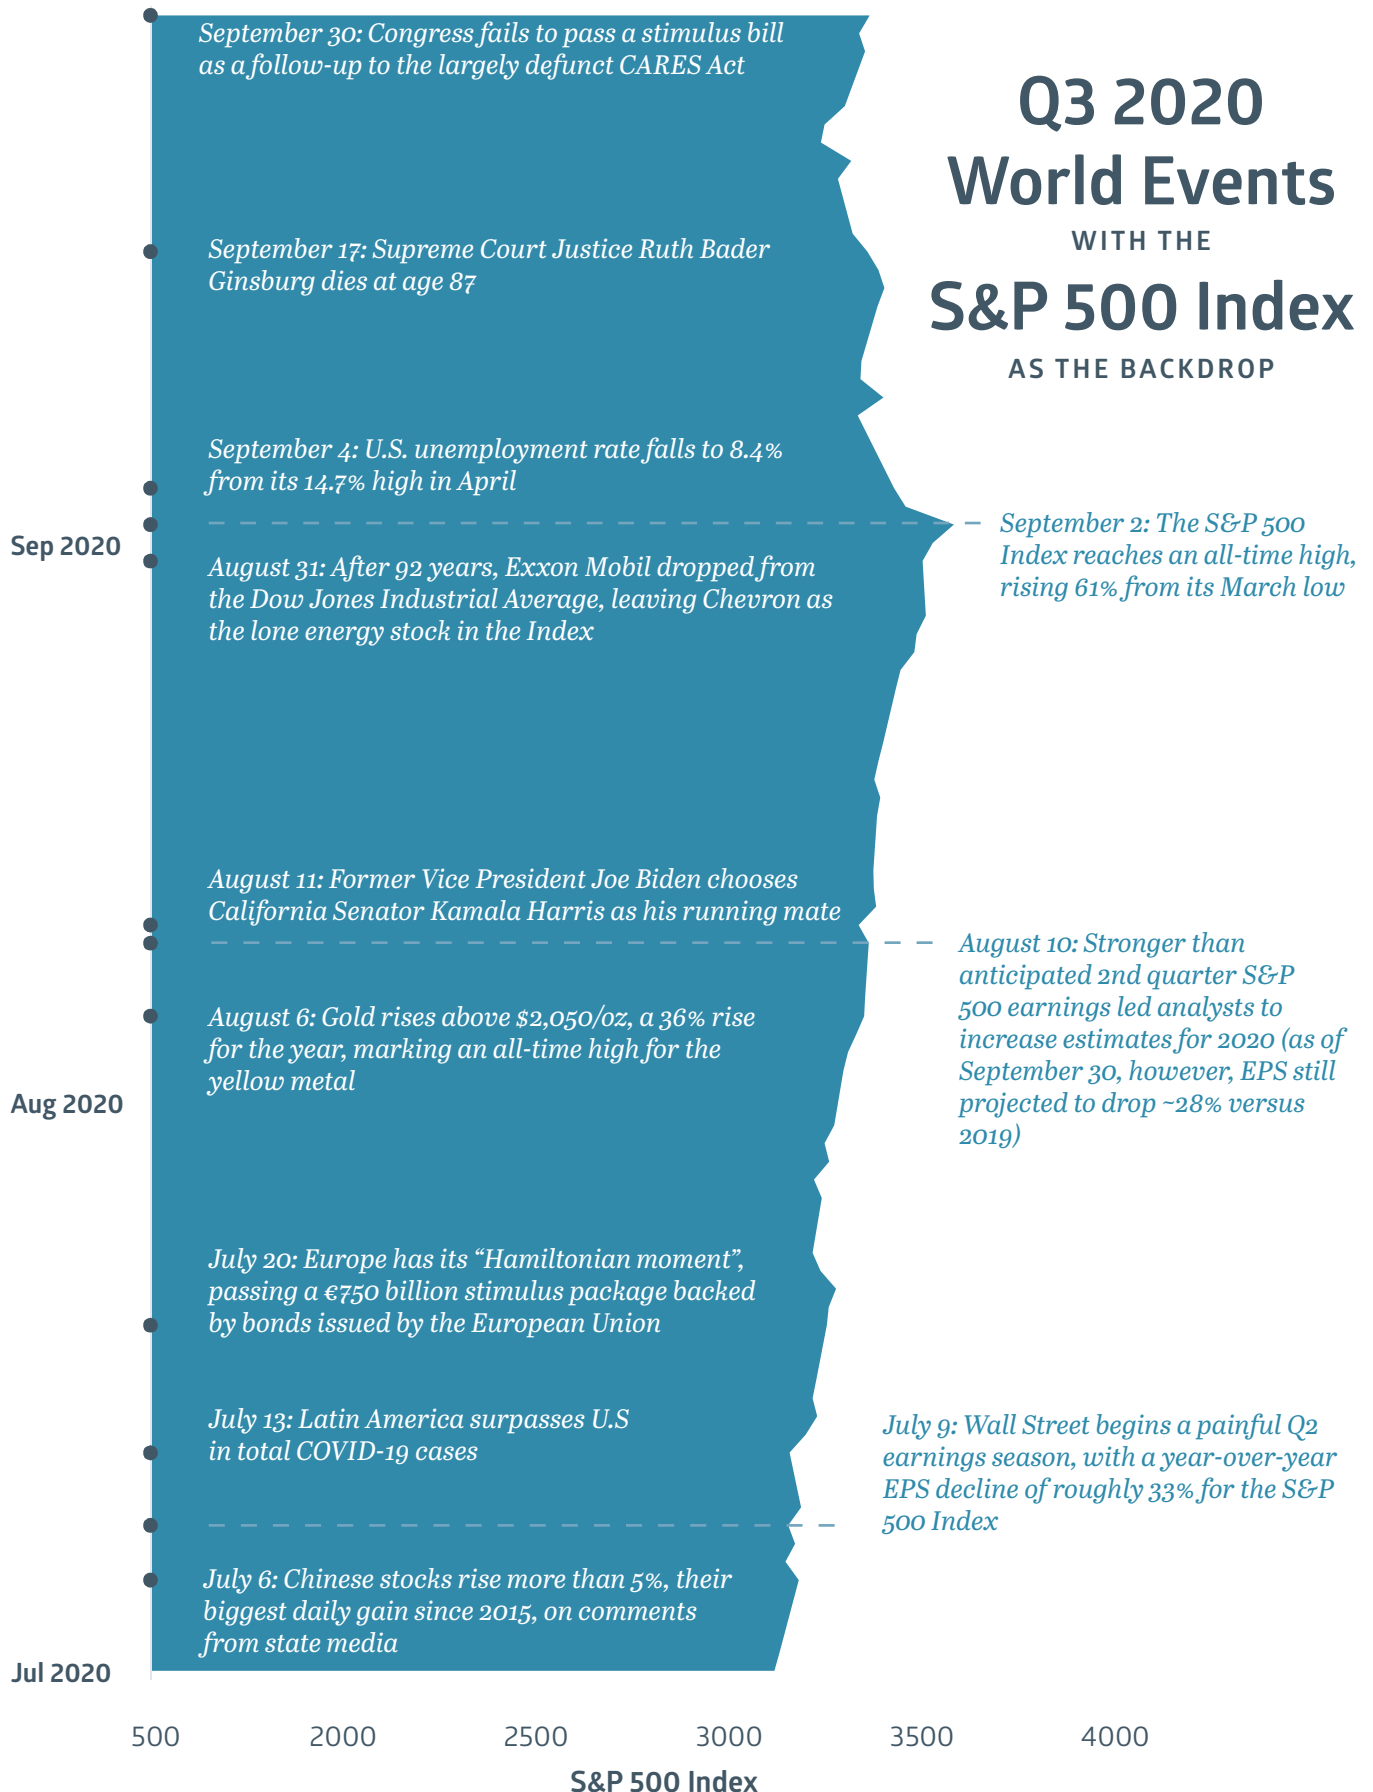 Q3 2020
World Events
WITH THE
S&P 500 Index
AS THE BACKDROP
September 30: Congress fails to pass a stimulus bill
as a follow-up to the largely defunct CARES Act
September 17: Supreme Court Justice Ruth Bader
Ginsburg dies at age 87
September 4: U.S. unemployment rate falls to 8.4%
from its 14.7% high in April
September 2: The S&P 500
Index reaches an all-time high,
rising 61% from its March low
Sep 2020
August 31: After 92 years, Exxon Mobil dropped from
the Dow Jones Industrial Average, leaving Chevron as
the lone energy stock in the Index
August 11: Former Vice President Joe Biden chooses
California Senator Kamala Harris as his running mate
August 10: Stronger than
anticipated 2nd quarter S&P
500 earnings led analysts to
increase estimates for 2020 (as of
September 30, however, EPS still
projected to drop ~28% versus
2019)
August 6: Gold rises above $2,050/oz, a 36% rise
for the year, marking an all-time high for the
yellow metal
Aug 2020
July 20: Europe has its “Hamiltonian moment”,
passing a €750 billion stimulus package backed
by bonds issued by the European Union
July 13: Latin America surpasses U.S
in total COVID-19 cases
July 9: Wall Street begins a painful Q2
earnings season, with a year-over-year
EPS decline of roughly 33% for the S&P
500 Index
July 6: Chinese stocks rise more than 5%, their
biggest daily gain since 2015, on comments
from state media
Jul 2020
500 2000 2500 3000 3500 4000
S&P 500 Index